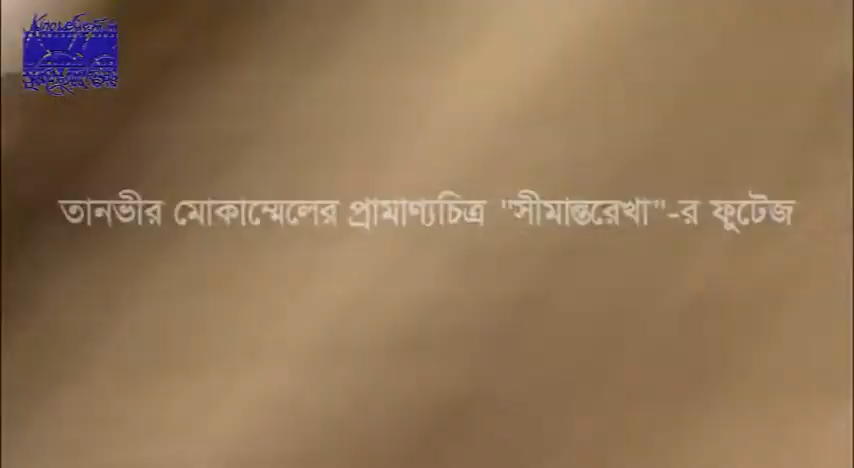 তানভীর মোকাম্মেলের প্রামাণ্যচিত্র "সীমান্তরেখা"-র ফুটেজ